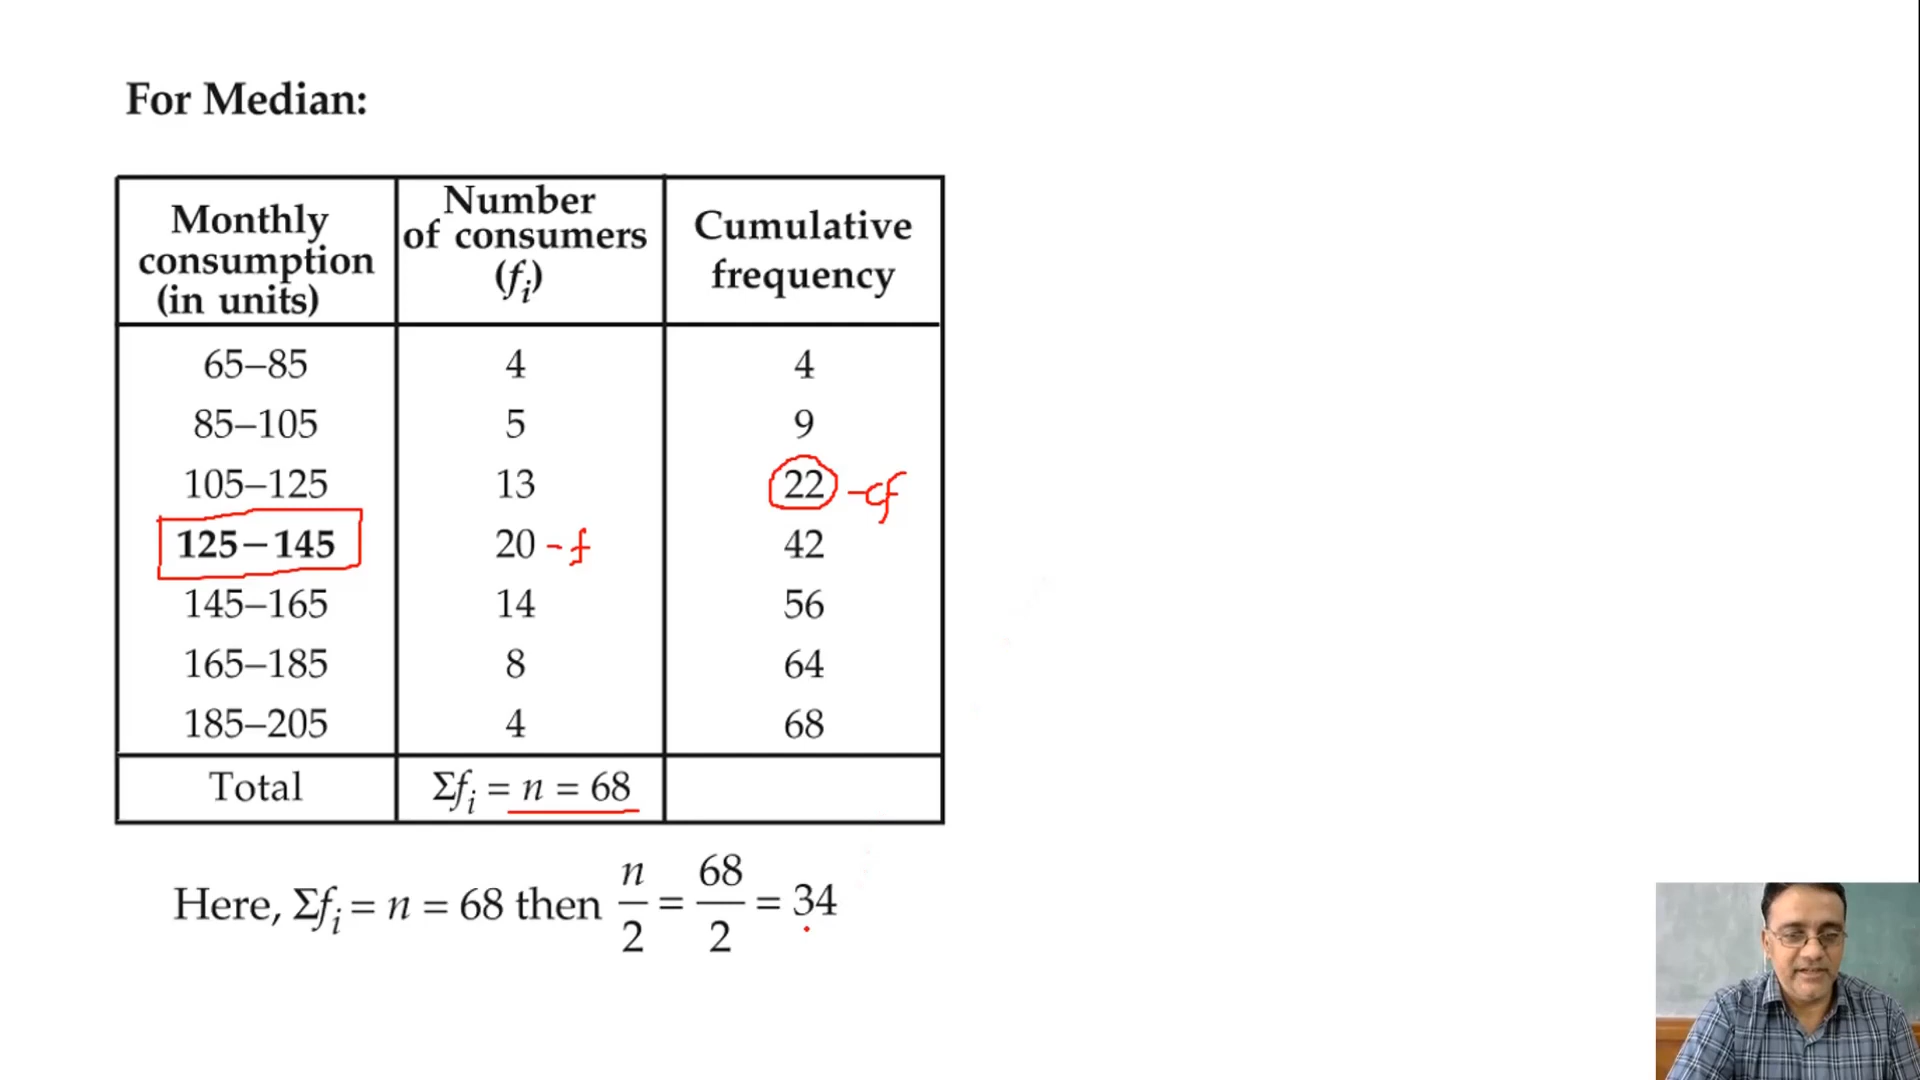 For Median:
Monthly consumption (in units) Number of consumers (fi) Cumulative frequency
65–85 4 4
85–105 5 9
105–125 13 22 –cf
125–145 20 –f 42
145–165 14 56
165–185 8 64
185–205 4 68
Total Σfi = n = 68
Here, Σfi = n = 68 then n/2 = 68/2 = 34